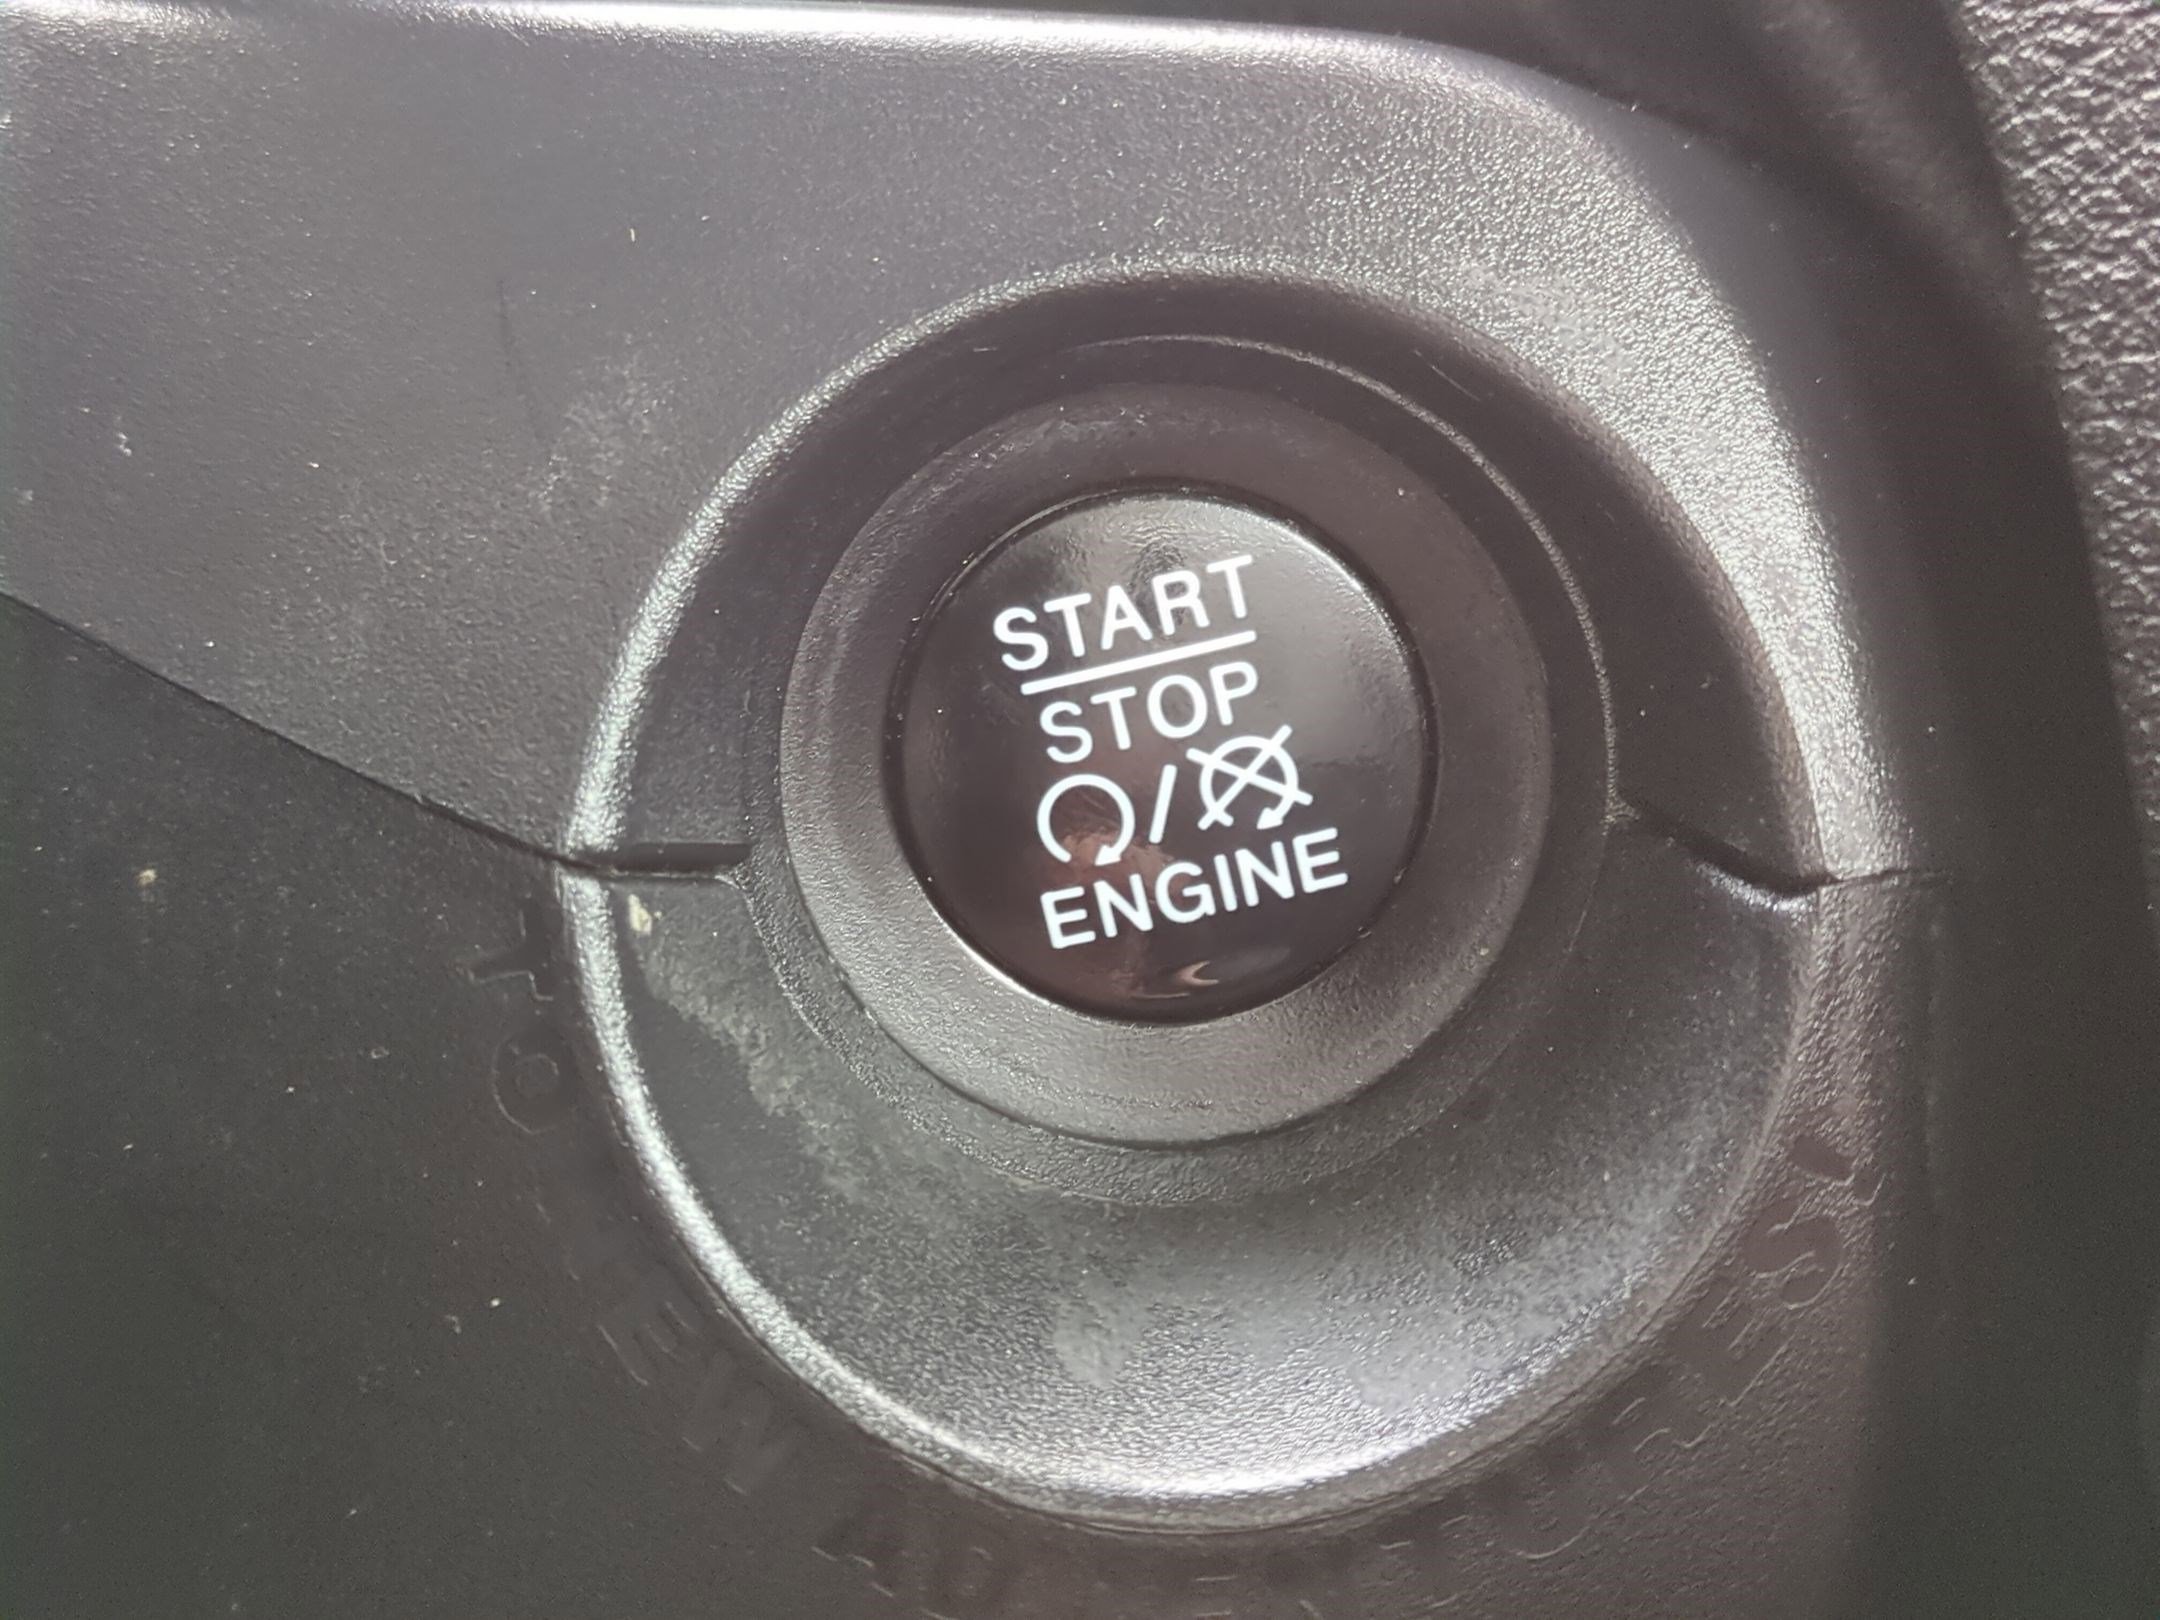 START
STOP
/
ENGINE